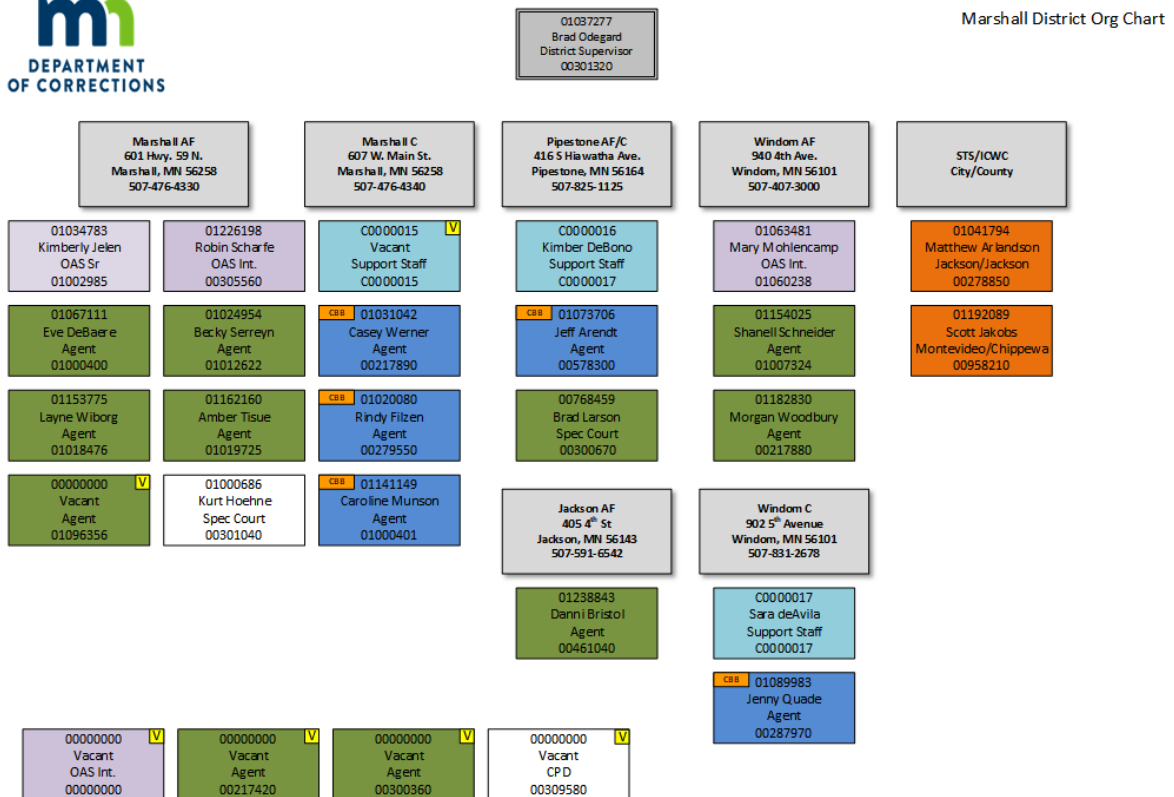 mn
DEPARTMENT
OF CORRECTIONS
01037277
Brad Odegard
District Supervisor
00301320
Marshall District Org Chart
Marshall AF
601 Hwy. 59 N.
Marshall, MN 56258
507-476-4330
Marshall C
607 W. Main St.
Marshall, MN 56258
507-476-4340
Pipestone AF/C
416 S Hiawatha Ave.
Pipestone, MN 56164
507-825-1125
Windom AF
940 4th Ave.
Windom, MN 56101
507-407-3000
STS/ICWC
City/County
01034783
Kimberly Jelen
OAS Sr
01002985
01226198
Robin Scharfe
OAS Int.
00305560
C0000015
V
Vacant
Support Staff
C0000015
C0000016
Kimber DeBono
Support Staff
C0000017
01063481
Mary Mohlencamp
OAS Int.
01060238
01041794
Matthew Arlandson
Jackson/Jackson
00278850
01067111
Eve DeBaere
Agent
01000400
01024954
Becky Serreyn
Agent
01012622
CBB
01031042
Casey Werner
Agent
00217890
CBB
01073706
Jeff Arendt
Agent
00578300
01154025
Shanell Schneider
Agent
01007324
01192089
Scott Jakobs
Montevideo/Chippewa
00958210
01153775
Layne Wiborg
Agent
01018476
01162160
Amber Tisue
Agent
01019725
CBB
01020080
Rindy Filzen
Agent
00279550
00768459
Brad Larson
Spec Court
00300670
01182830
Morgan Woodbury
Agent
00217880
00000000
V
Vacant
Agent
01096356
01000686
Kurt Hoehne
Spec Court
00301040
CBB
01141149
Caroline Munson
Agent
01000401
Jackson AF
405 4th St
Jackson, MN 56143
507-591-6542
Windom C
902 5th Avenue
Windom, MN 56101
507-831-2678
01238843
Danni Bristol
Agent
00461040
C0000017
Sara deAvila
Support Staff
C0000017
CBB
01089983
Jenny Quade
Agent
00287970
00000000
V
Vacant
OAS Int.
00000000
00000000
V
Vacant
Agent
00217420
00000000
V
Vacant
Agent
00300360
00000000
V
Vacant
CPD
00309580